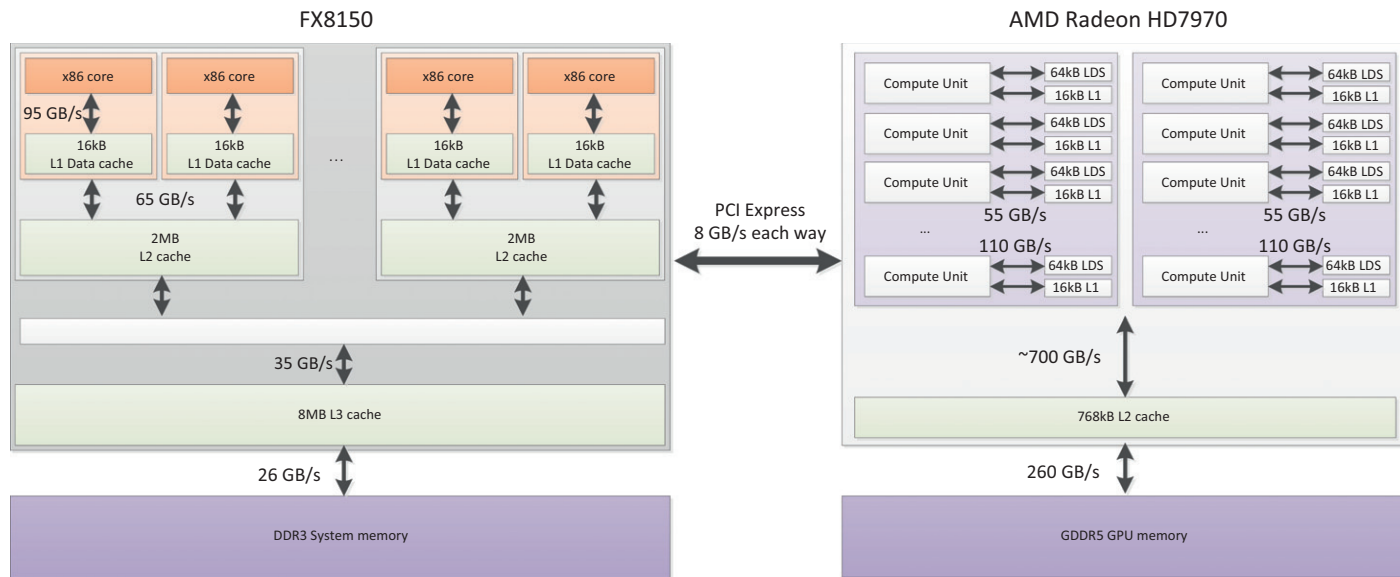 FX8150
x86 core
x86 core
x86 core
x86 core
95 GB/s
16kB
L1 Data cache
16kB
L1 Data cache
...
16kB
L1 Data cache
16kB
L1 Data cache
65 GB/s
2MB
L2 cache
2MB
L2 cache
35 GB/s
8MB L3 cache
26 GB/s
DDR3 System memory
PCI Express
8 GB/s each way
AMD Radeon HD7970
Compute Unit
64kB LDS
16kB L1
Compute Unit
64kB LDS
16kB L1
Compute Unit
64kB LDS
16kB L1
55 GB/s
...
110 GB/s
Compute Unit
64kB LDS
16kB L1
Compute Unit
64kB LDS
16kB L1
Compute Unit
64kB LDS
16kB L1
Compute Unit
64kB LDS
16kB L1
55 GB/s
...
110 GB/s
Compute Unit
64kB LDS
16kB L1
~700 GB/s
768kB L2 cache
260 GB/s
GDDR5 GPU memory